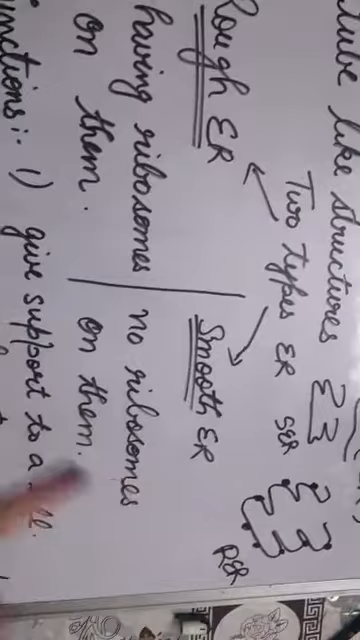 tube like structures
Two types ER SER RER
Rough ER Smooth ER
having ribosomes no ribosomes
on them. on them.
functions:- 1) give support to a